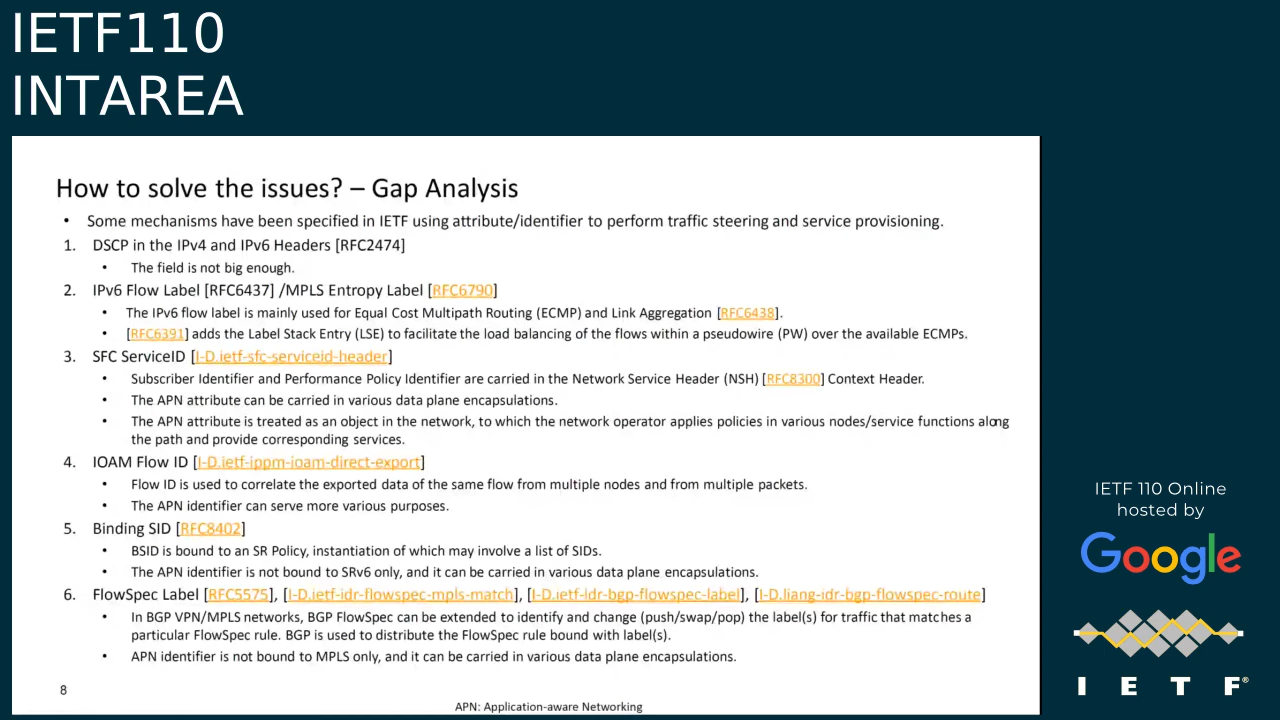 IETF110
INTAREA
How to solve the issues? – Gap Analysis
• Some mechanisms have been specified in IETF using attribute/identifier to perform traffic steering and service provisioning.
1. DSCP in the IPv4 and IPv6 Headers [RFC2474]
• The field is not big enough.
2. IPv6 Flow Label [RFC6437] /MPLS Entropy Label [RFC6790]
• The IPv6 flow label is mainly used for Equal Cost Multipath Routing (ECMP) and Link Aggregation [RFC6438].
• [RFC6391] adds the Label Stack Entry (LSE) to facilitate the load balancing of the flows within a pseudowire (PW) over the available ECMPs.
3. SFC ServiceID [I-D.ietf-sfc-serviceid-header]
• Subscriber Identifier and Performance Policy Identifier are carried in the Network Service Header (NSH) [RFC8300] Context Header.
• The APN attribute can be carried in various data plane encapsulations.
• The APN attribute is treated as an object in the network, to which the network operator applies policies in various nodes/service functions along
the path and provide corresponding services.
4. IOAM Flow ID [I-D.ietf-ippm-ioam-direct-export]
• Flow ID is used to correlate the exported data of the same flow from multiple nodes and from multiple packets.
• The APN identifier can serve more various purposes.
5. Binding SID [RFC8402]
• BSID is bound to an SR Policy, instantiation of which may involve a list of SIDs.
• The APN identifier is not bound to SRv6 only, and it can be carried in various data plane encapsulations.
6. FlowSpec Label [RFC5575], [I-D.ietf-idr-flowspec-mpls-match], [I-D.ietf-idr-bgp-flowspec-label], [I-D.liang-idr-bgp-flowspec-route]
• In BGP VPN/MPLS networks, BGP FlowSpec can be extended to identify and change (push/swap/pop) the label(s) for traffic that matches a
particular FlowSpec rule. BGP is used to distribute the FlowSpec rule bound with label(s).
• APN identifier is not bound to MPLS only, and it can be carried in various data plane encapsulations.
8
APN: Application-aware Networking
IETF 110 Online
hosted by
Google
I E T F®